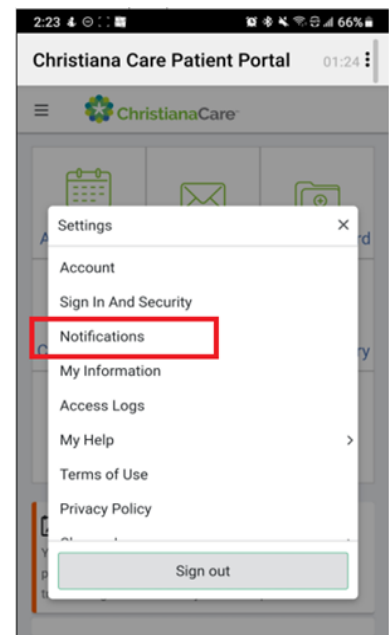 2:23 66%
Christiana Care Patient Portal 01:24
ChristianaCare
Settings
Account
Sign In And Security
Notifications
My Information
Access Logs
My Help
Terms of Use
Privacy Policy
Sign out